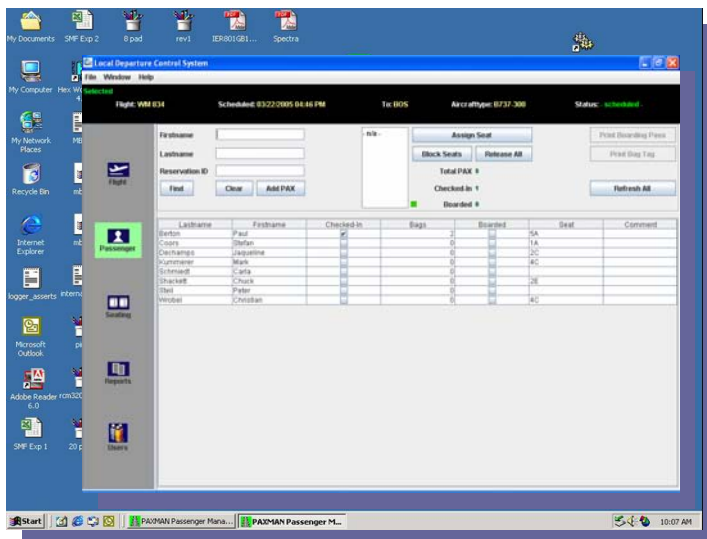 My Documents SMF Exp 2 8 pad rev1 IER801GB1... Spectra
Local Departure Control System
File Window Help
My Computer
Selected
Flight: WM 834 Scheduled: 03/22/2005 04:46 PM To: BOS Aircrafttype: B737-300 Status: - scheduled -
My Network Places
Firstname - n/a - Assign Seat Print Boarding Pass
Lastname Block Seats Release All Print Bag Tag
Reservation ID Total PAX 8
Find Clear Add PAX Checked-In 1 Refresh All
Boarded 0
Flight
Recycle Bin
Lastname Firstname Checked-In Bags Boarded Seat Comment
Berton Paul 2 5A
Coors Stefan 0 1A
Dechamps Jaqueline 0 2C
Kummerer Mark 0 4C
Schmiedt Carla 0
Shackett Chuck 0 2E
Steil Peter 0
Wrobel Christian 0 4C
Passenger
Internet Explorer
logger_asserts
Seating
Microsoft Outlook
Reports
Adobe Reader 6.0
Users
SMF Exp 1
Start PAXMAN Passenger Mana... PAXMAN Passenger M... 10:07 AM